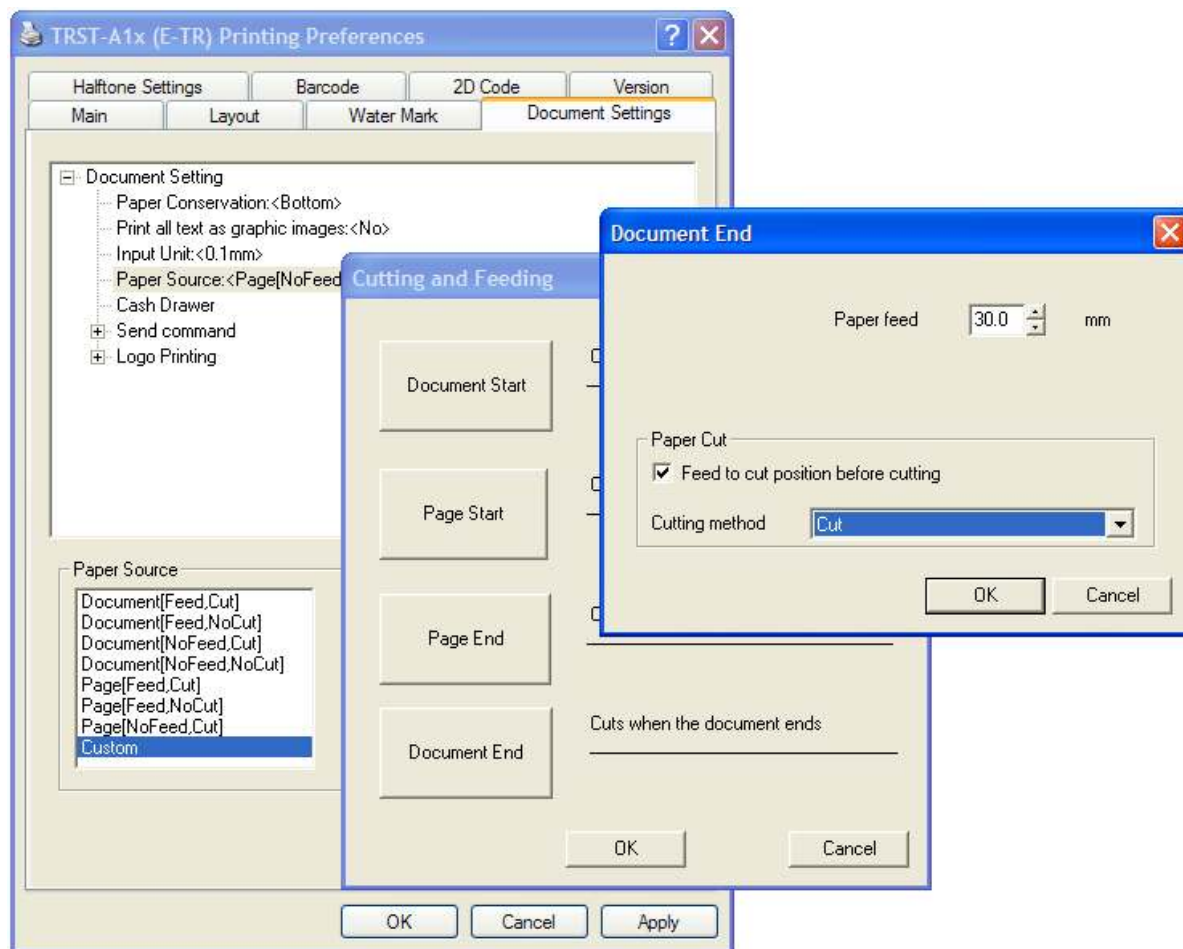 TRST-A1x (E-TR) Printing Preferences
Halftone Settings Barcode 2D Code Version
Main Layout Water Mark Document Settings
Document Setting
Paper Conservation:<Bottom>
Print all text as graphic images:<No>
Input Unit:<0.1mm>
Paper Source:<Page[NoFeed
Cash Drawer
Send command
Logo Printing
Paper Source
Document[Feed,Cut]
Document[Feed,NoCut]
Document[NoFeed,Cut]
Document[NoFeed,NoCut]
Page[Feed,Cut]
Page[Feed,NoCut]
Page[NoFeed,Cut]
Custom
OK Cancel Apply
Cutting and Feeding
Document Start
Page Start
Page End
Document End
Cuts when the document ends
OK Cancel
Document End
Paper feed 30.0 mm
Paper Cut
Feed to cut position before cutting
Cutting method Cut
OK Cancel